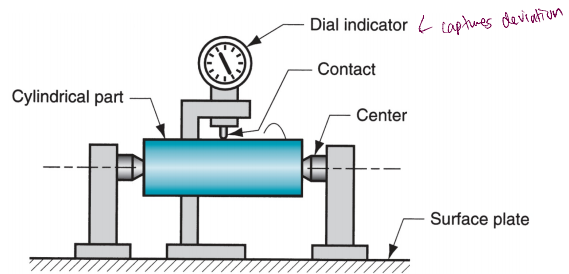 Dial indicator ← captures deviation
Contact
Cylindrical part
Center
Surface plate